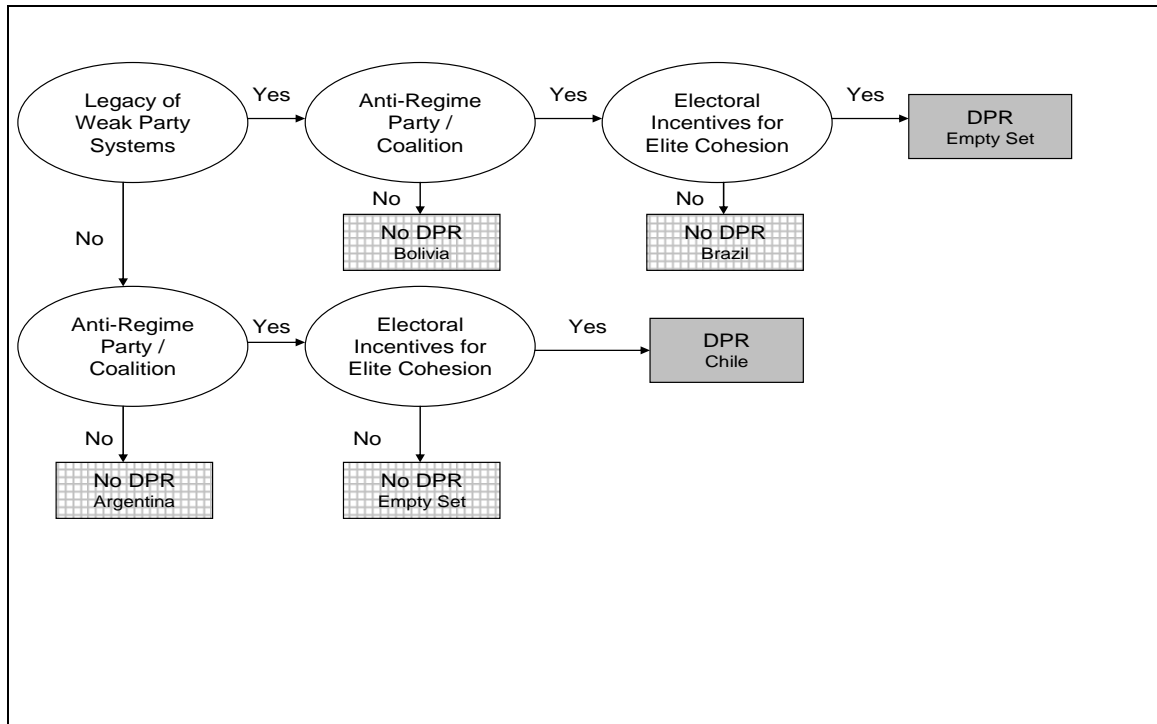 Legacy of
Weak Party
Systems
Yes
Anti-Regime
Party /
Coalition
Yes
Electoral
Incentives for
Elite Cohesion
Yes
DPR
Empty Set
No
No DPR
Bolivia
No
No DPR
Brazil
No
Anti-Regime
Party /
Coalition
Yes
Electoral
Incentives for
Elite Cohesion
Yes
DPR
Chile
No
No DPR
Argentina
No
No DPR
Empty Set